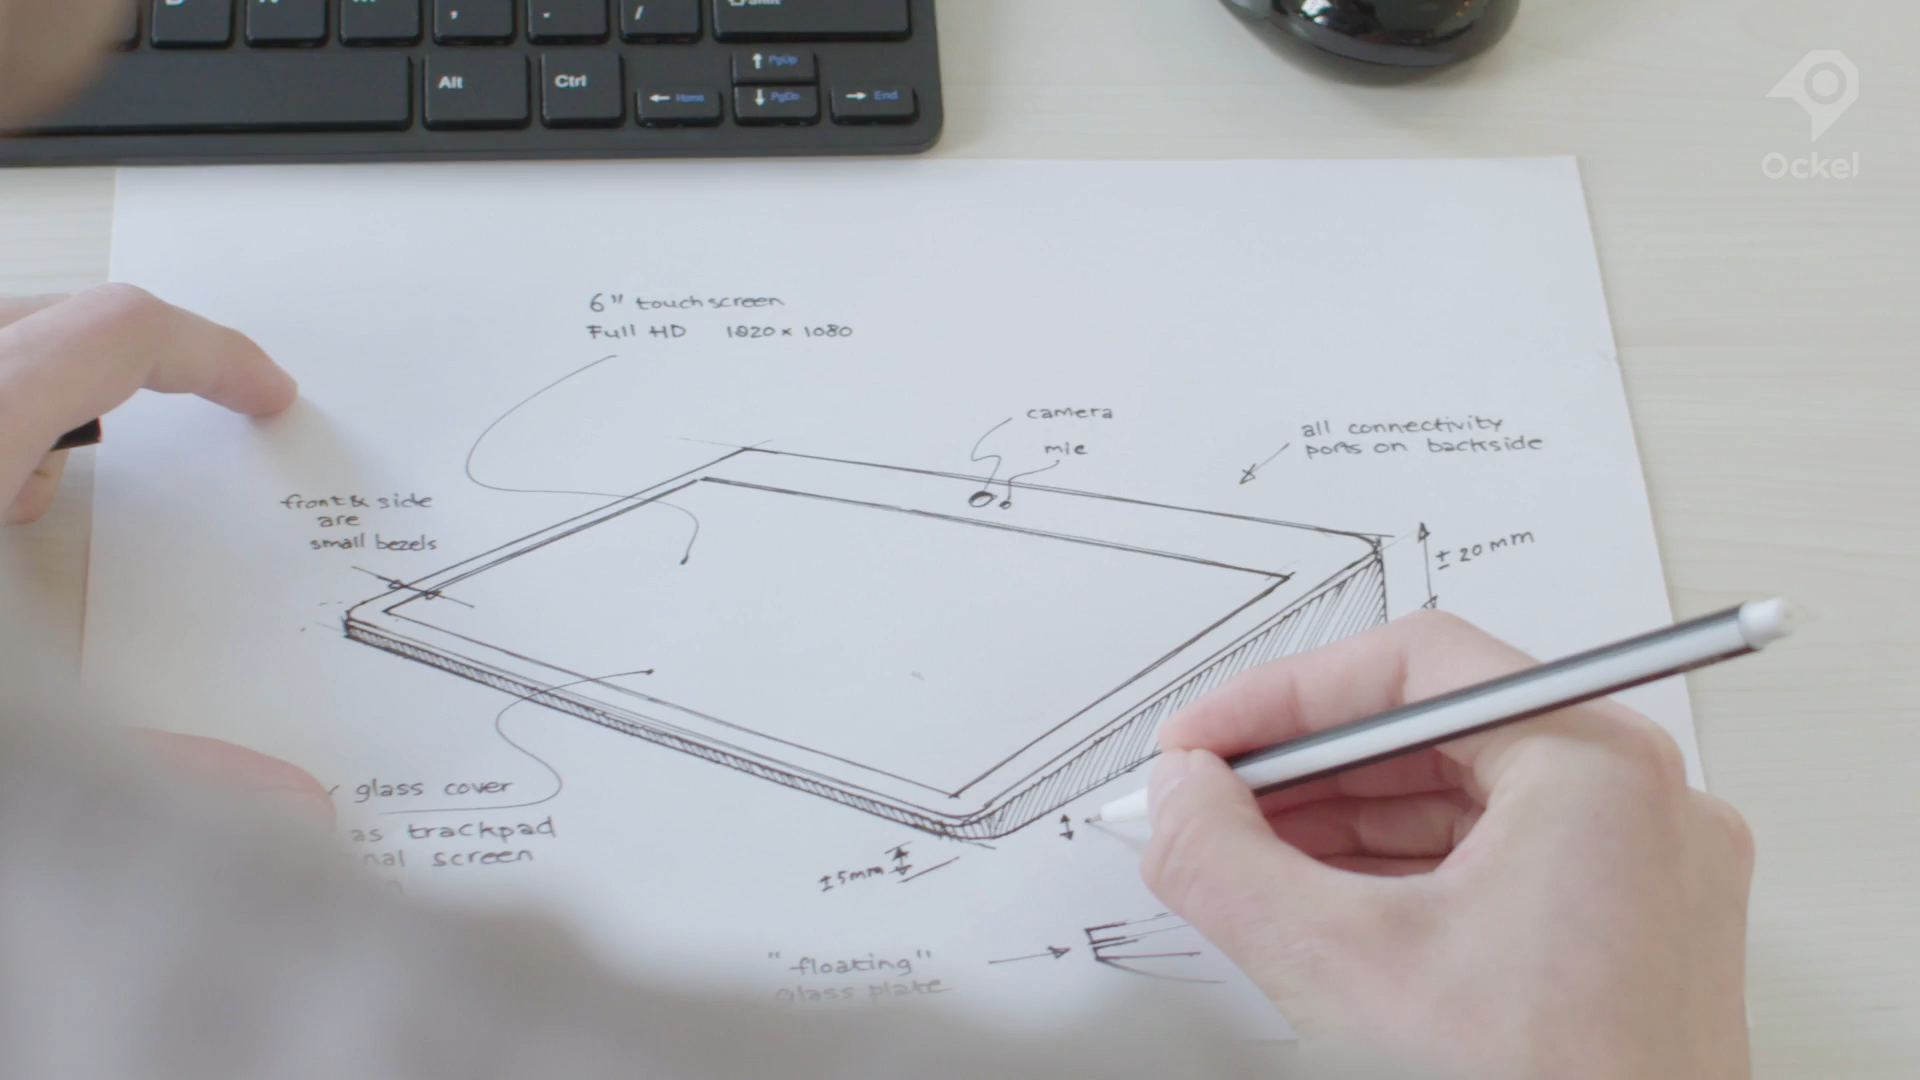 Alt
Ctrl
Home
PgUp
PgDn
End
Ockel
6" touchscreen
Full HD 1920 x 1080
camera
mic
all connectivity
ports on backside
front & side
are
small bezels
± 20 mm
glass cover
as trackpad
screen
± 5mm
"floating"
glass plate